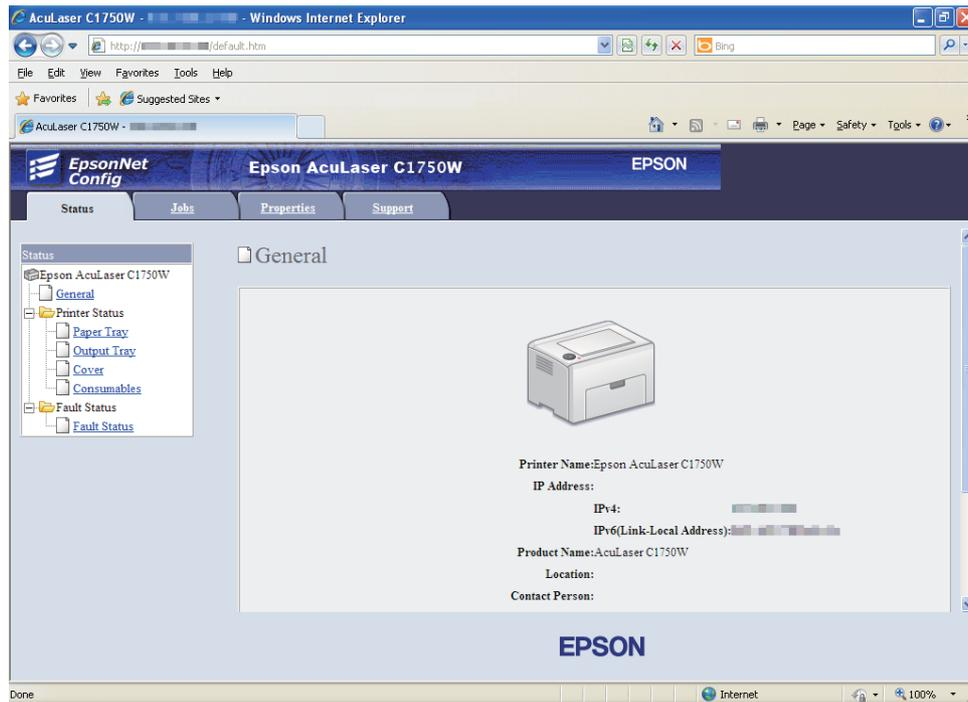 AcuLaser C1750W - - Windows Internet Explorer
http:// /default.htm
Bing
File Edit View Favorites Tools Help
Favorites Suggested Sites
AcuLaser C1750W -
Page Safety Tools
EpsonNet
Config
Epson AcuLaser C1750W
EPSON
Status Jobs Properties Support
Status
Epson AcuLaser C1750W
General
Printer Status
Paper Tray
Output Tray
Cover
Consumables
Fault Status
Fault Status
General
Printer Name:Epson AcuLaser C1750W
IP Address:
IPv4:
IPv6(Link-Local Address):
Product Name:AcuLaser C1750W
Location:
Contact Person:
EPSON
Done Internet 100%